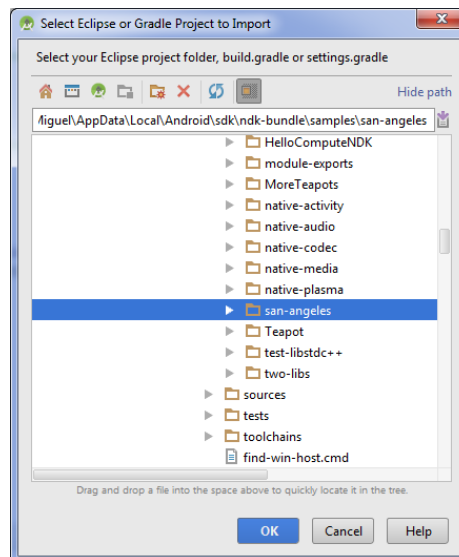 Select Eclipse or Gradle Project to Import
Select your Eclipse project folder, build.gradle or settings.gradle
Hide path
liguel\AppData\Local\Android\sdk\ndk-bundle\samples\san-angeles
HelloComputeNDK
module-exports
MoreTeapots
native-activity
native-audio
native-codec
native-media
native-plasma
san-angeles
Teapot
test-libstdc++
two-libs
sources
tests
toolchains
find-win-host.cmd
Drag and drop a file into the space above to quickly locate it in the tree.
OK Cancel Help